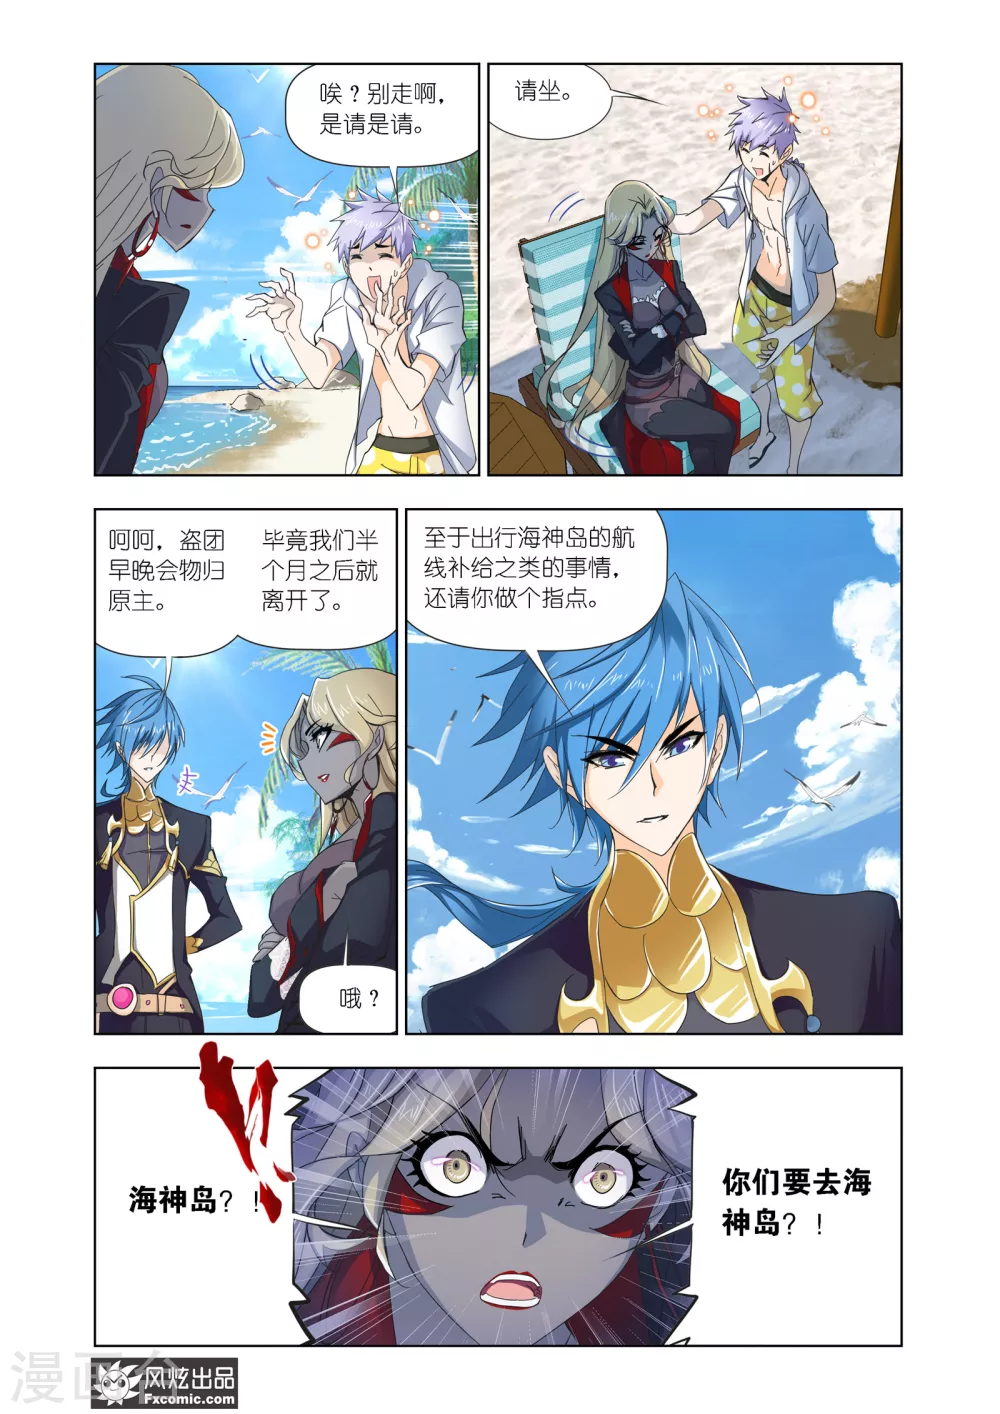 唉？别走啊，
是请是请。
请坐。
呵呵，盗团
早晚会物归
原主。
毕竟我们半
个月之后就
离开了。
哦？
至于出行海神岛的航
线补给之类的事情，
还请你做个指点。
海神岛？！
你们要去海
神岛？！
漫画台
风炫出品
Fxcomic.com